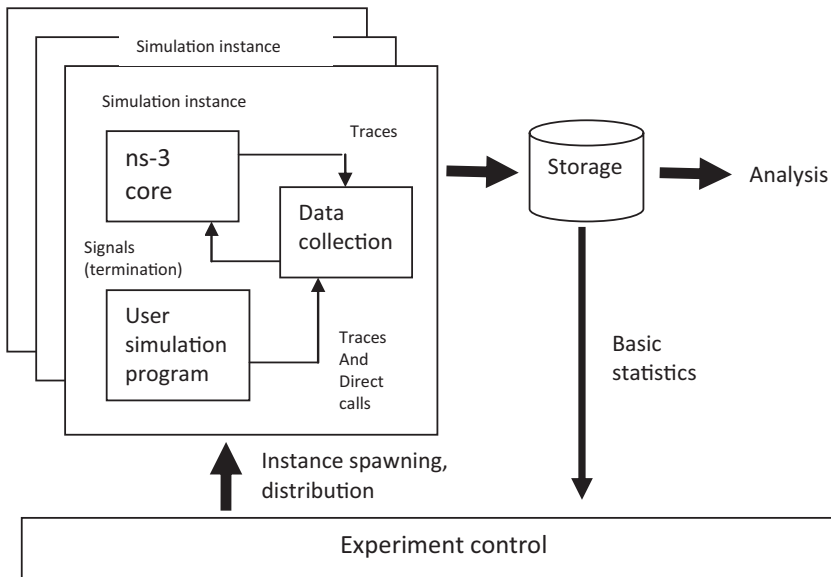 Simulation instance
Simulation instance
ns-3
core
Traces
Data
collection
Signals
(termination)
User
simulation
program
Traces
And
Direct
calls
Storage
Analysis
Basic
statistics
Instance spawning,
distribution
Experiment control